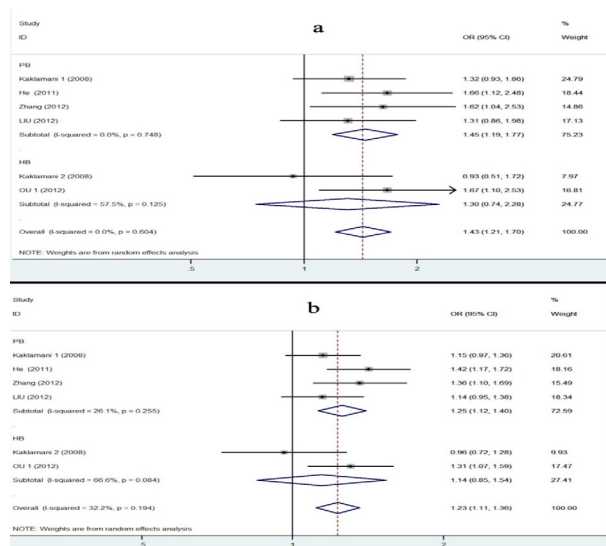 Study %
a
ID OR (95% CI) Weight
PB
Kaklamani 1 (2008) 1.32 (0.93, 1.86) 24.79
He (2011) 1.66 (1.12, 2.48) 18.44
Zhang (2012) 1.62 (1.04, 2.53) 14.86
LIU (2012) 1.31 (0.86, 1.98) 17.13
Subtotal (I-squared = 0.0%, p = 0.748) 1.45 (1.19, 1.77) 75.23
.
HB
Kaklamani 2 (2008) 0.93 (0.51, 1.72) 7.97
OU 1 (2012) 1.67 (1.10, 2.53) 16.81
Subtotal (I-squared = 57.5%, p = 0.125) 1.30 (0.74, 2.28) 24.77
.
Overall (I-squared = 0.0%, p = 0.604) 1.43 (1.21, 1.70) 100.00
NOTE: Weights are from random effects analysis
.5 1 2
Study %
b
ID OR (95% CI) Weight
PB
Kaklamani 1 (2008) 1.15 (0.97, 1.36) 20.61
He (2011) 1.42 (1.17, 1.72) 18.16
Zhang (2012) 1.36 (1.10, 1.69) 15.49
LIU (2012) 1.14 (0.95, 1.38) 18.34
Subtotal (I-squared = 26.1%, p = 0.255) 1.25 (1.12, 1.40) 72.59
.
HB
Kaklamani 2 (2008) 0.96 (0.72, 1.28) 9.93
OU 1 (2012) 1.31 (1.07, 1.59) 17.47
Subtotal (I-squared = 66.6%, p = 0.084) 1.14 (0.85, 1.54) 27.41
.
Overall (I-squared = 32.2%, p = 0.194) 1.23 (1.11, 1.36) 100.00
NOTE: Weights are from random effects analysis
.5 1 2